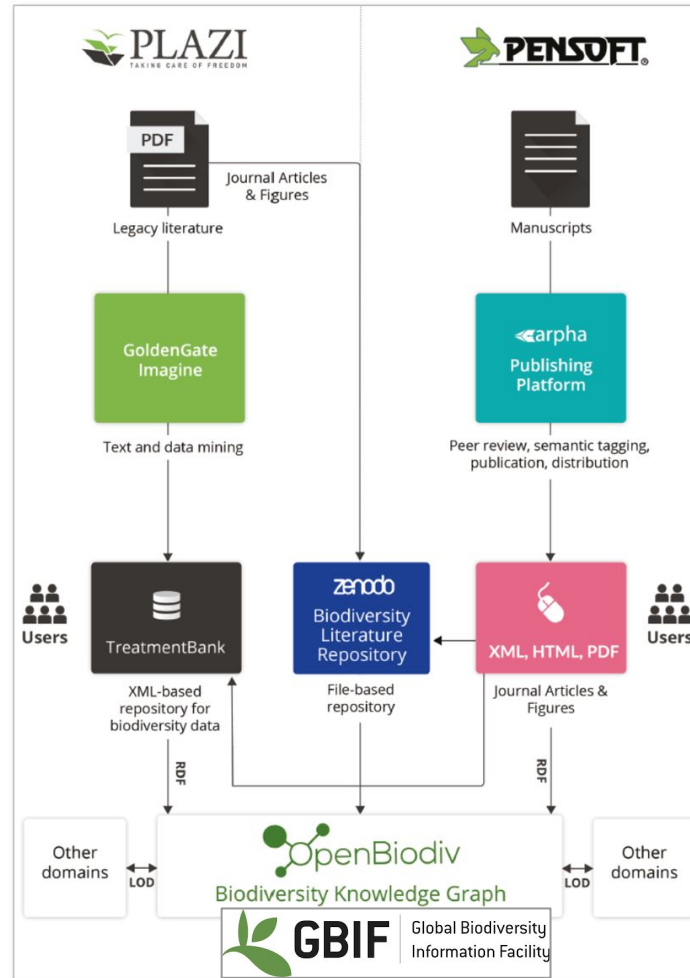 PLAZI
TAKING CARE OF FREEDOM
PENSOFT®
PDF
Journal Articles
& Figures
Legacy literature
Manuscripts
GoldenGate
Imagine
arpha
Publishing
Platform
Text and data mining
Peer review, semantic tagging,
publication, distribution
Users
TreatmentBank
zenodo
Biodiversity
Literature
Repository
XML, HTML, PDF
Users
XML-based
repository for
biodiversity data
File-based
repository
Journal Articles &
Figures
RDF
RDF
Other
domains
LOD
OpenBiodiv
Biodiversity Knowledge Graph
LOD
Other
domains
GBIF
Global Biodiversity
Information Facility